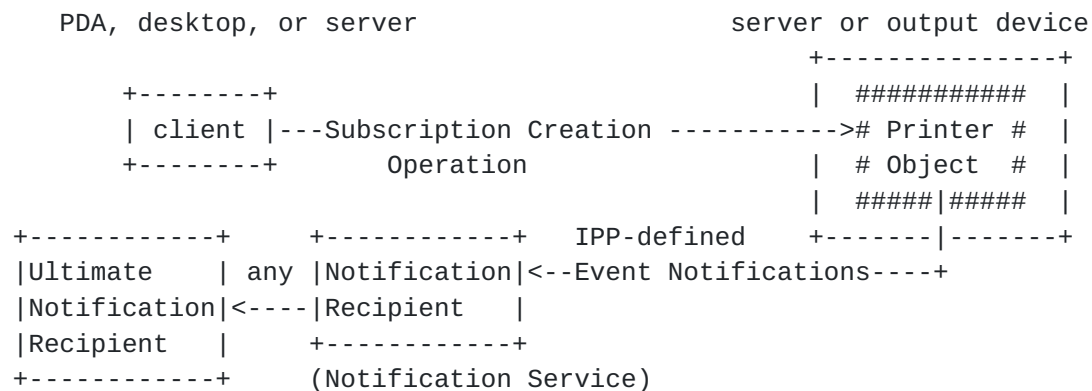 PDA, desktop, or server                       server or output device
                                                  +---------------+
       +--------+                                 |  ###########  |
       | client |---Subscription Creation -----------># Printer #  |
       +--------+       Operation                 |  # Object  #  |
                                                  |  #####|#####  |
+------------+     +------------+   IPP-defined   +-------|-------+
|Ultimate    | any |Notification|<--Event Notifications----+
|Notification|<----|Recipient   |
|Recipient   |     +------------+
+------------+     (Notification Service)